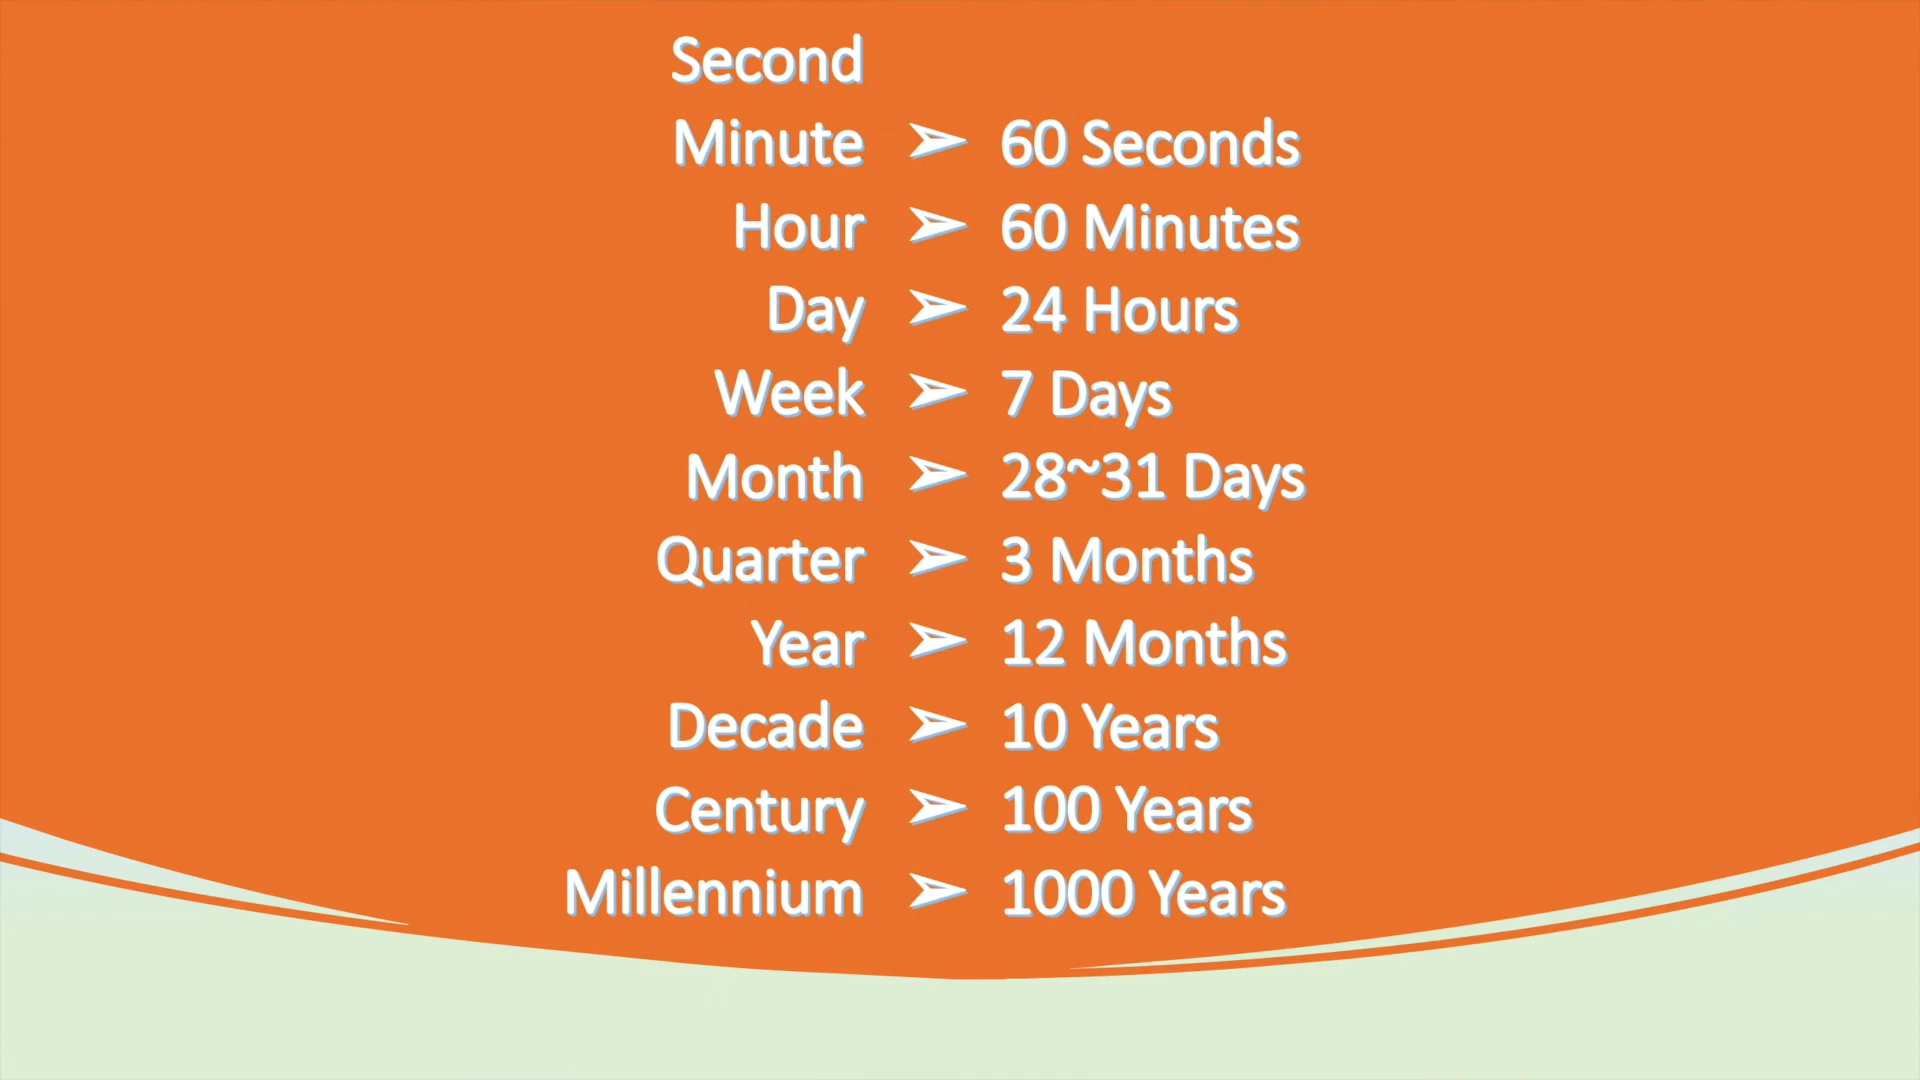 Second
Minute ➢ 60 Seconds
Hour ➢ 60 Minutes
Day ➢ 24 Hours
Week ➢ 7 Days
Month ➢ 28~31 Days
Quarter ➢ 3 Months
Year ➢ 12 Months
Decade ➢ 10 Years
Century ➢ 100 Years
Millennium ➢ 1000 Years